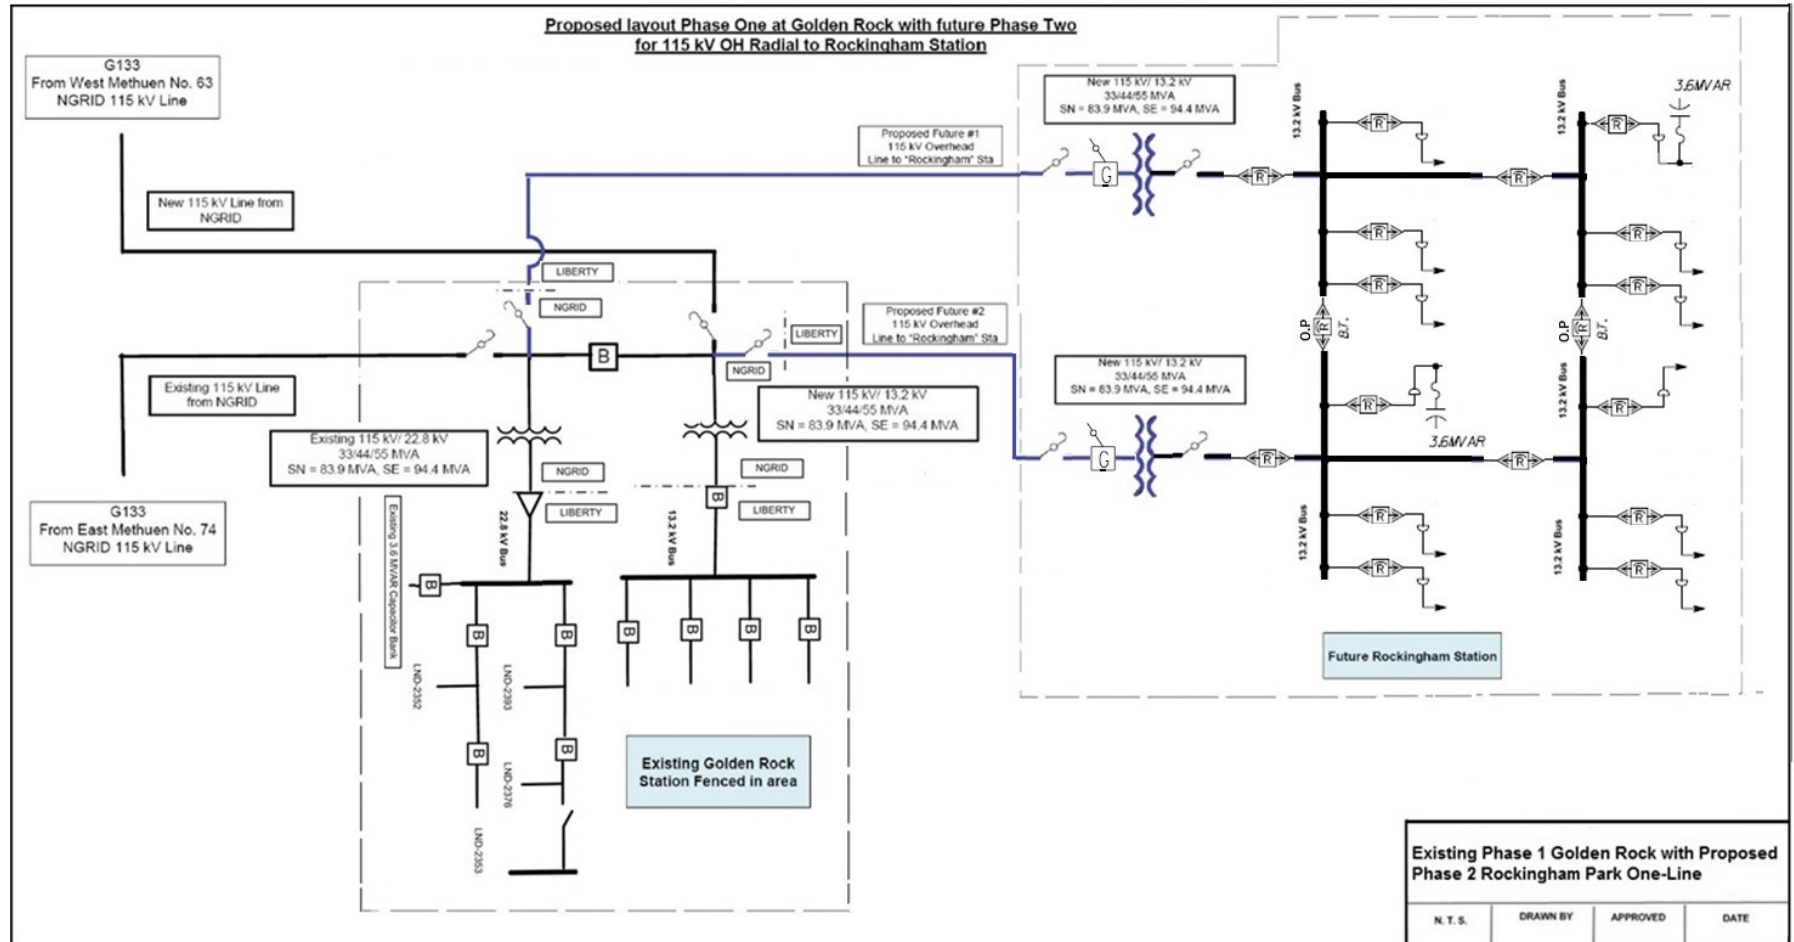 Proposed layout Phase One at Golden Rock with future Phase Two
for 115 kV OH Radial to Rockingham Station
G133
From West Methuen No. 63
NGRID 115 kV Line
New 115 kV Line from
NGRID
Existing 115 kV Line
from NGRID
G133
From East Methuen No. 74
NGRID 115 kV Line
LIBERTY
NGRID
B
LIBERTY
NGRID
Existing 115 kV/ 22.8 kV
33/44/55 MVA
SN = 83.9 MVA, SE = 94.4 MVA
New 115 kV/ 13.2 kV
33/44/55 MVA
SN = 83.9 MVA, SE = 94.4 MVA
NGRID
LIBERTY
NGRID
LIBERTY
B
22.8 kV Bus
13.2 kV Bus
Existing 3.6 MVAR Capacitor Bank
B
B
B
B
B
B
B
B
B
LND-2352
LND-2393
LND-2376
LND-2353
Existing Golden Rock
Station Fenced in area
Proposed Future #1
115 kV Overhead
Line to "Rockingham" Sta
Proposed Future #2
115 kV Overhead
Line to "Rockingham" Sta
New 115 kV/ 13.2 kV
33/44/55 MVA
SN = 83.9 MVA, SE = 94.4 MVA
G
New 115 kV/ 13.2 kV
33/44/55 MVA
SN = 83.9 MVA, SE = 94.4 MVA
G
13.2 kV Bus
13.2 kV Bus
3.6MVAR
R
R
R
R
R
R
R
R
O.P
R
B.T.
O.P
R
B.T.
13.2 kV Bus
R
R
3.6MVAR
R
R
13.2 kV Bus
13.2 kV Bus
R
R
R
R
Future Rockingham Station
Existing Phase 1 Golden Rock with Proposed
Phase 2 Rockingham Park One-Line
N. T. S.
DRAWN BY
APPROVED
DATE